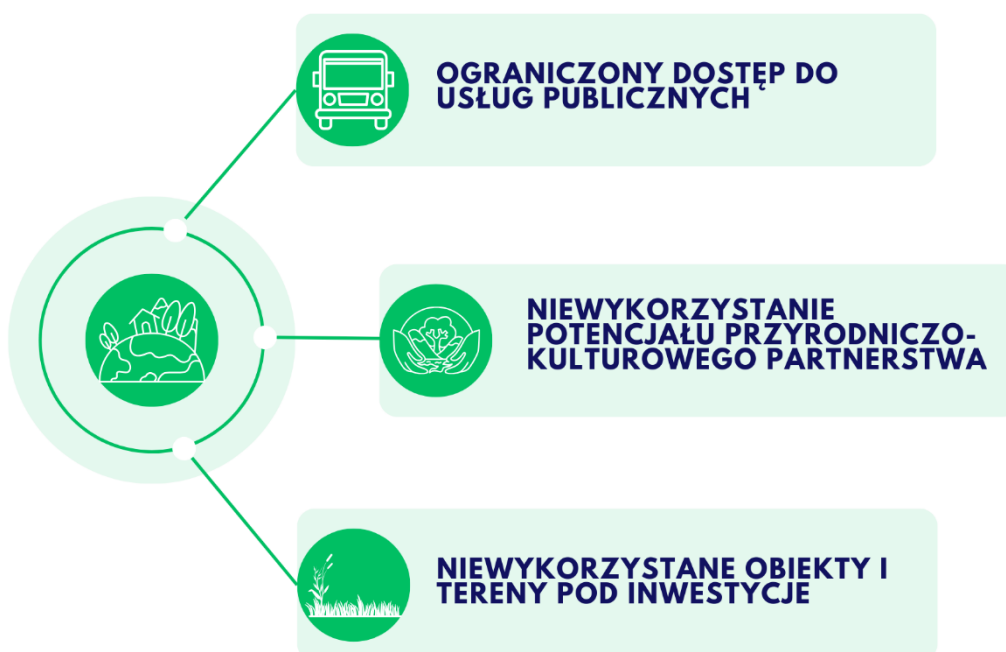 OGRANICZONY DOSTĘP DO
USŁUG PUBLICZNYCH
NIEWYKORZYSTANIE
POTENCJAŁU PRZYRODNICZO-
KULTUROWEGO PARTNERSTWA
NIEWYKORZYSTANE OBIEKTY I
TERENY POD INWESTYCJE